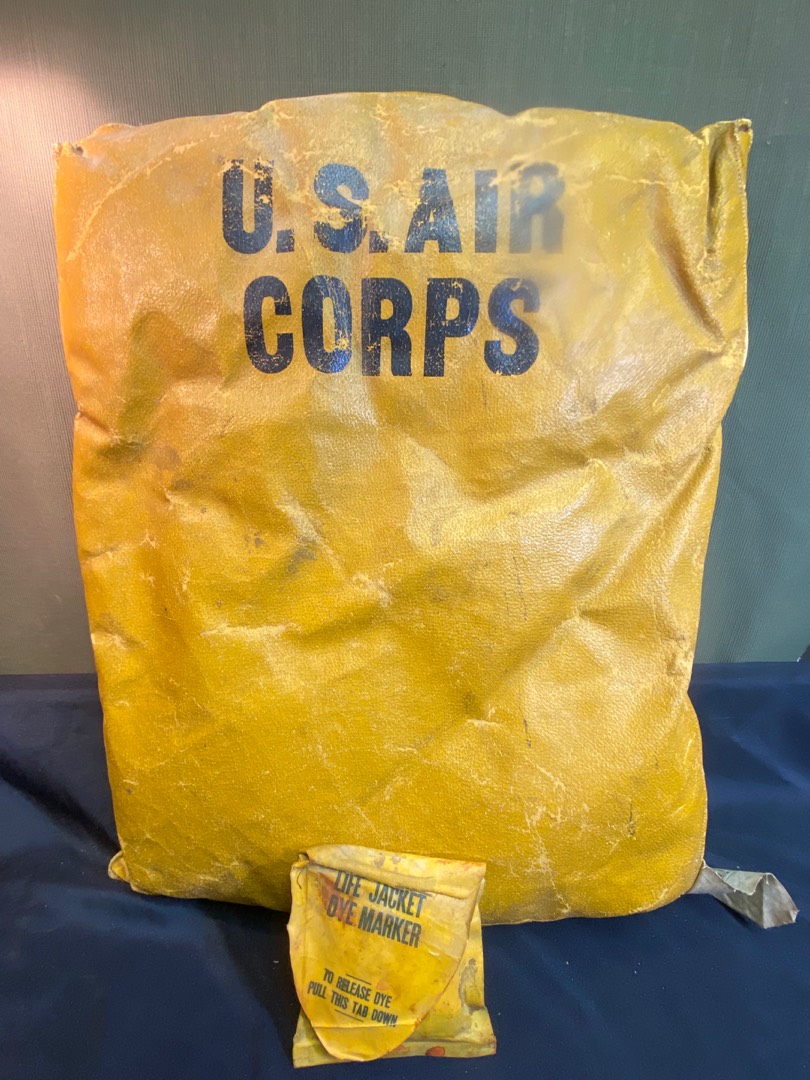 U.S. AIR
CORPS
LIFE JACKET
DYE MARKER
TO RELEASE DYE
PULL THIS TAB DOWN